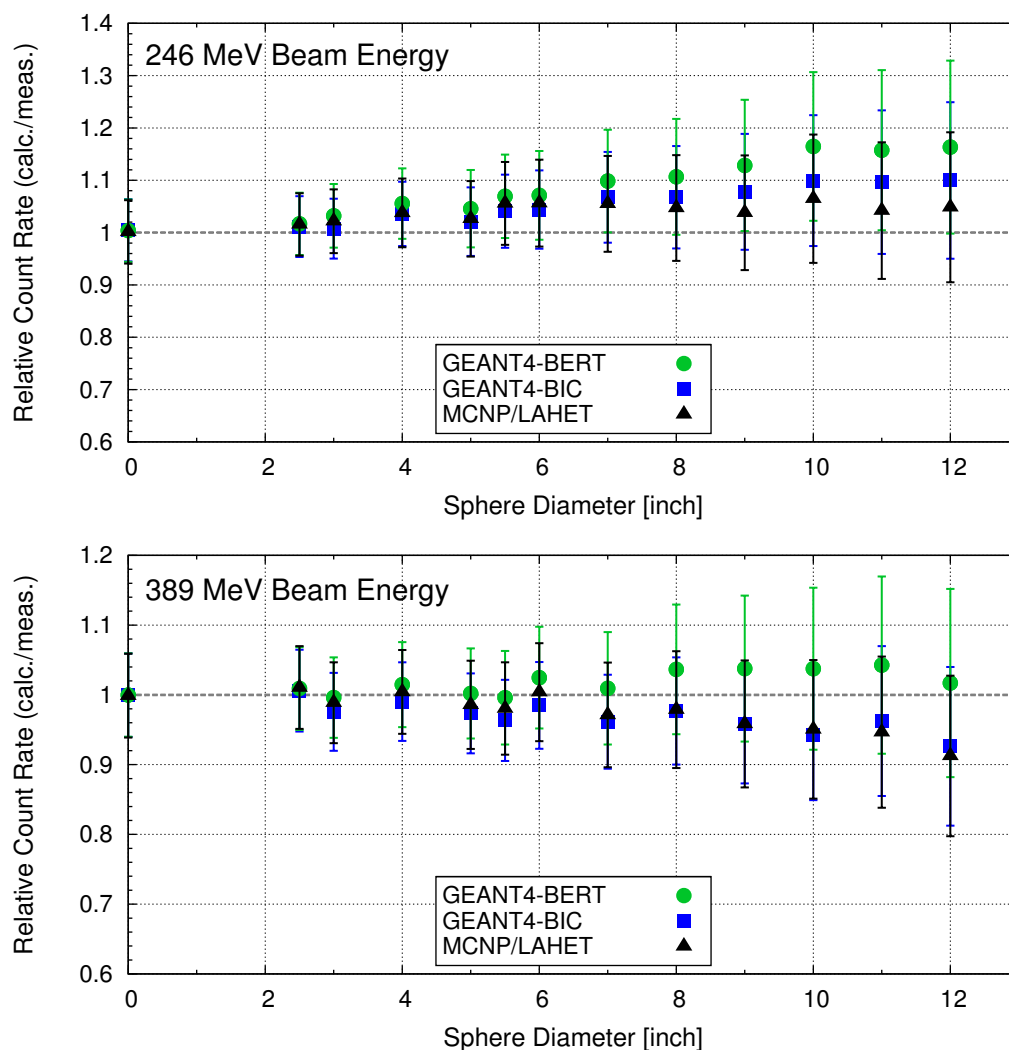 246 MeV Beam Energy
Relative Count Rate (calc./meas.)
1.4
1.3
1.2
1.1
1
0.9
0.8
0.7
0.6
GEANT4-BERT
GEANT4-BIC
MCNP/LAHET
0 2 4 6 8 10 12
Sphere Diameter [inch]
389 MeV Beam Energy
Relative Count Rate (calc./meas.)
1.2
1.1
1
0.9
0.8
0.7
0.6
GEANT4-BERT
GEANT4-BIC
MCNP/LAHET
0 2 4 6 8 10 12
Sphere Diameter [inch]